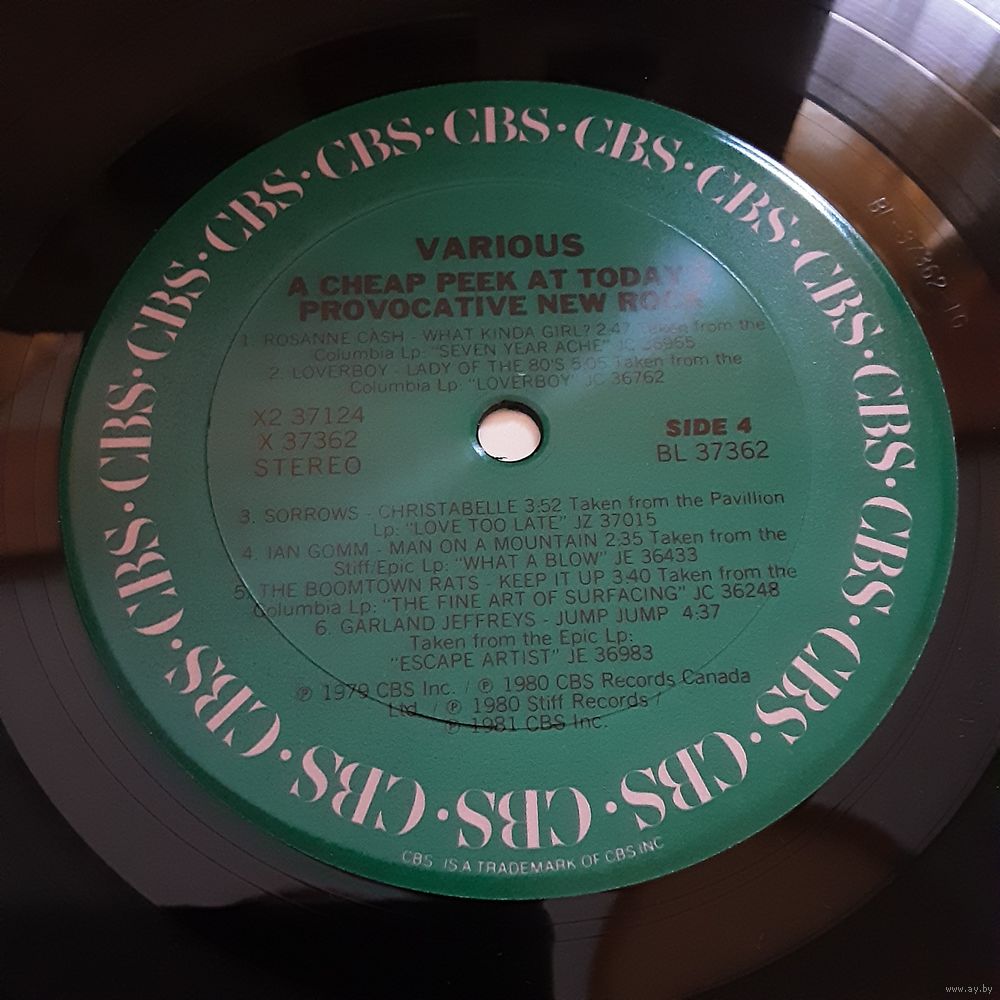 CBS · CBS · CBS · CBS · CBS · CBS · CBS · CBS · CBS · CBS · CBS · CBS · CBS · CBS · CBS · CBS ·
VARIOUS
A CHEAP PEEK AT TODAY'S
PROVOCATIVE NEW ROCK
1. ROSANNE CASH - WHAT KINDA GIRL? 2:47 Taken from the
Columbia Lp: "SEVEN YEAR ACHE" JC 36965
2. LOVERBOY - LADY OF THE 80'S 5:05 Taken from the
Columbia Lp: "LOVERBOY" JC 36762
X2 37124
X 37362
STEREO
SIDE 4
BL 37362
3. SORROWS - CHRISTABELLE 3:52 Taken from the Pavillion
Lp: "LOVE TOO LATE" JZ 37015
4. IAN GOMM - MAN ON A MOUNTAIN 2:35 Taken from the
Stiff/Epic Lp: "WHAT A BLOW" JE 36433
5. THE BOOMTOWN RATS - KEEP IT UP 3:40 Taken from the
Columbia Lp: "THE FINE ART OF SURFACING" JC 36248
6. GARLAND JEFFREYS - JUMP JUMP 4:37
Taken from the Epic Lp:
"ESCAPE ARTIST" JE 36983
℗ 1979 CBS Inc. / ℗ 1980 CBS Records Canada
Ltd. / ℗ 1980 Stiff Records /
℗ 1981 CBS Inc.
CBS IS A TRADEMARK OF CBS INC
BL 37362
www.ay.by